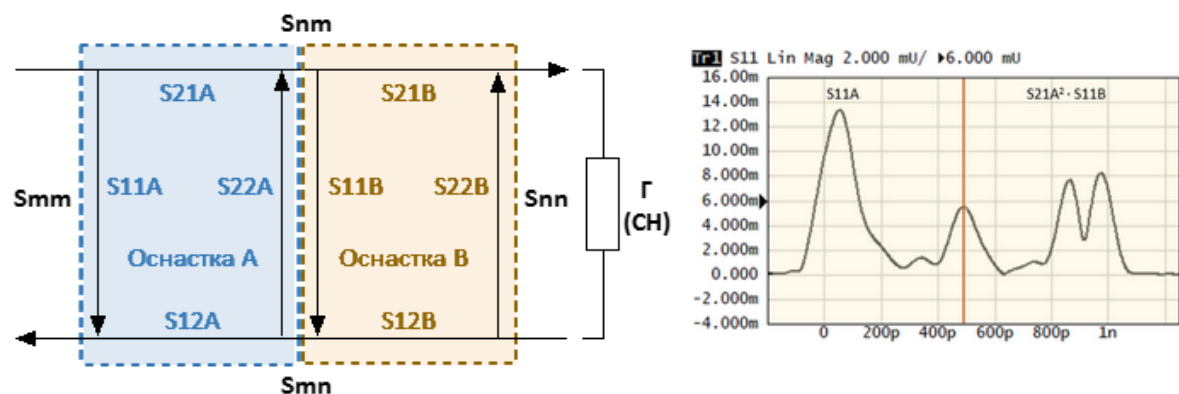 Snm
S21A
S21B
Smm
S11A
S22A
S11B
S22B
Snn
Г
(СН)
Оснастка А
Оснастка В
S12A
S12B
Smn
Tr1 S11 Lin Mag 2.000 mU/ ▶6.000 mU
16.00m
14.00m
12.00m
10.00m
8.000m
6.000m
4.000m
2.000m
0.000
-2.000m
-4.000m
S11A
S21A² · S11B
0 200p 400p 600p 800p 1n